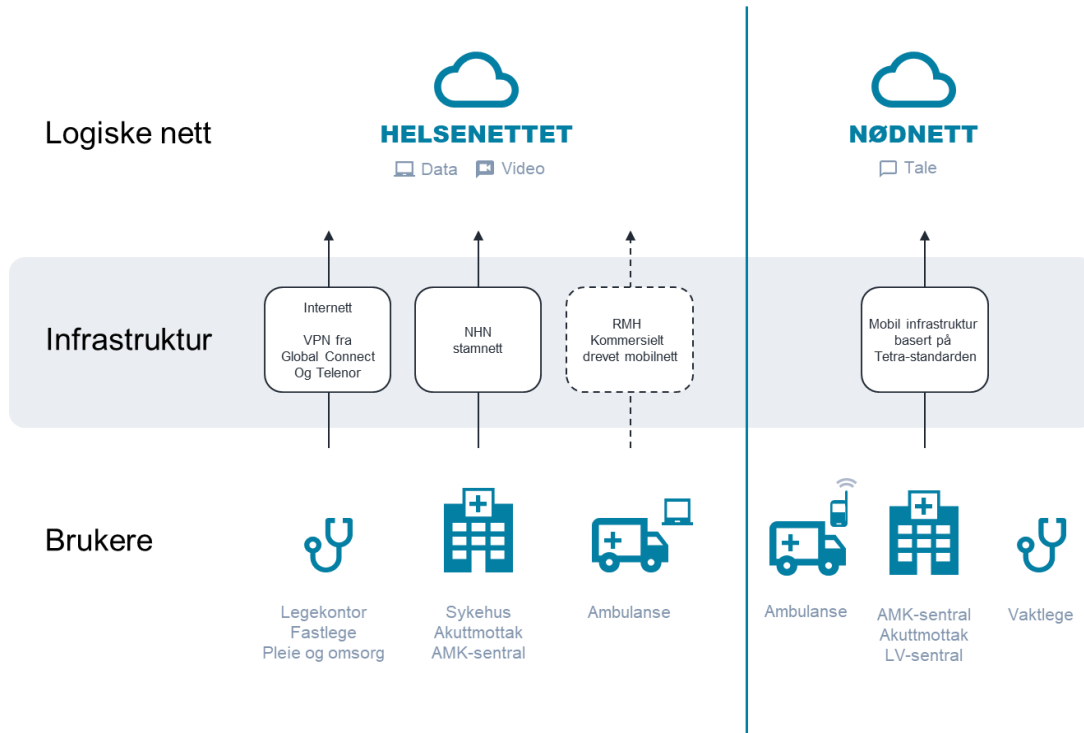 Logiske nett
HELSENETTET
Data
Video
NØDNETT
Tale
Infrastruktur
Internett
VPN fra
Global Connect
Og Telenor
NHN
stamnett
RMH
Kommersielt
drevet mobilnett
Mobil infrastruktur
basert på
Tetra-standarden
Brukere
Legekontor
Fastlege
Pleie og omsorg
Sykehus
Akuttmottak
AMK-sentral
Ambulanse
Ambulanse
AMK-sentral
Akuttmottak
LV-sentral
Vaktlege